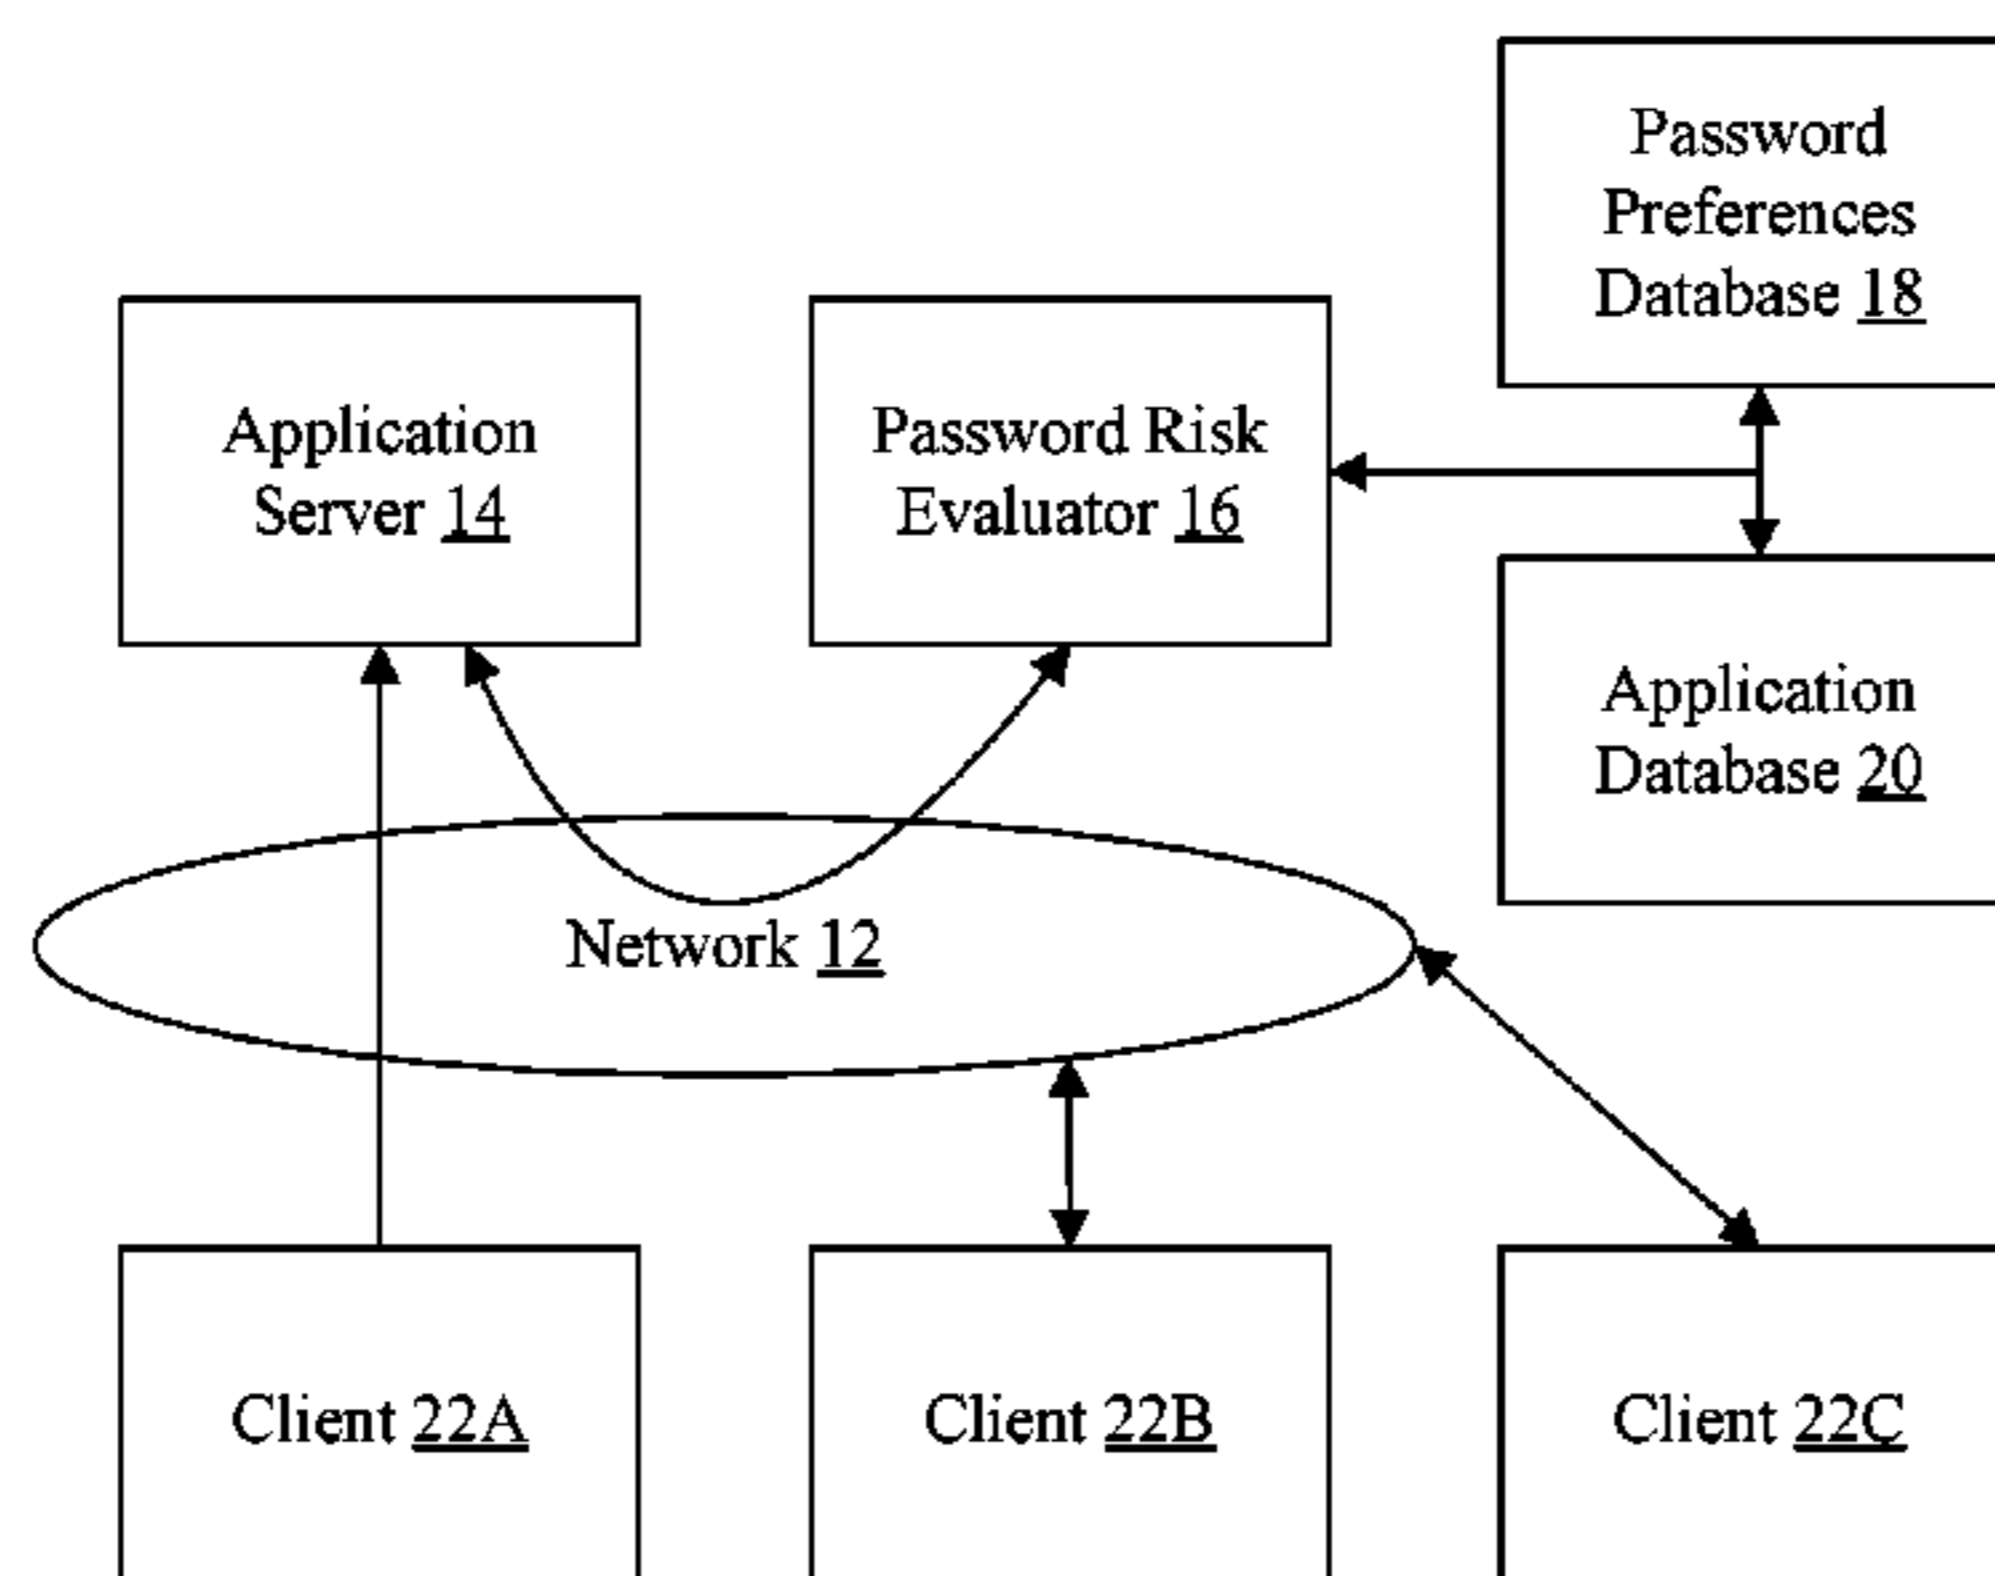 Password
Preferences
Database 18
Application
Server 14
Password Risk
Evaluator 16
Application
Database 20
Network 12
Client 22A
Client 22B
Client 22C